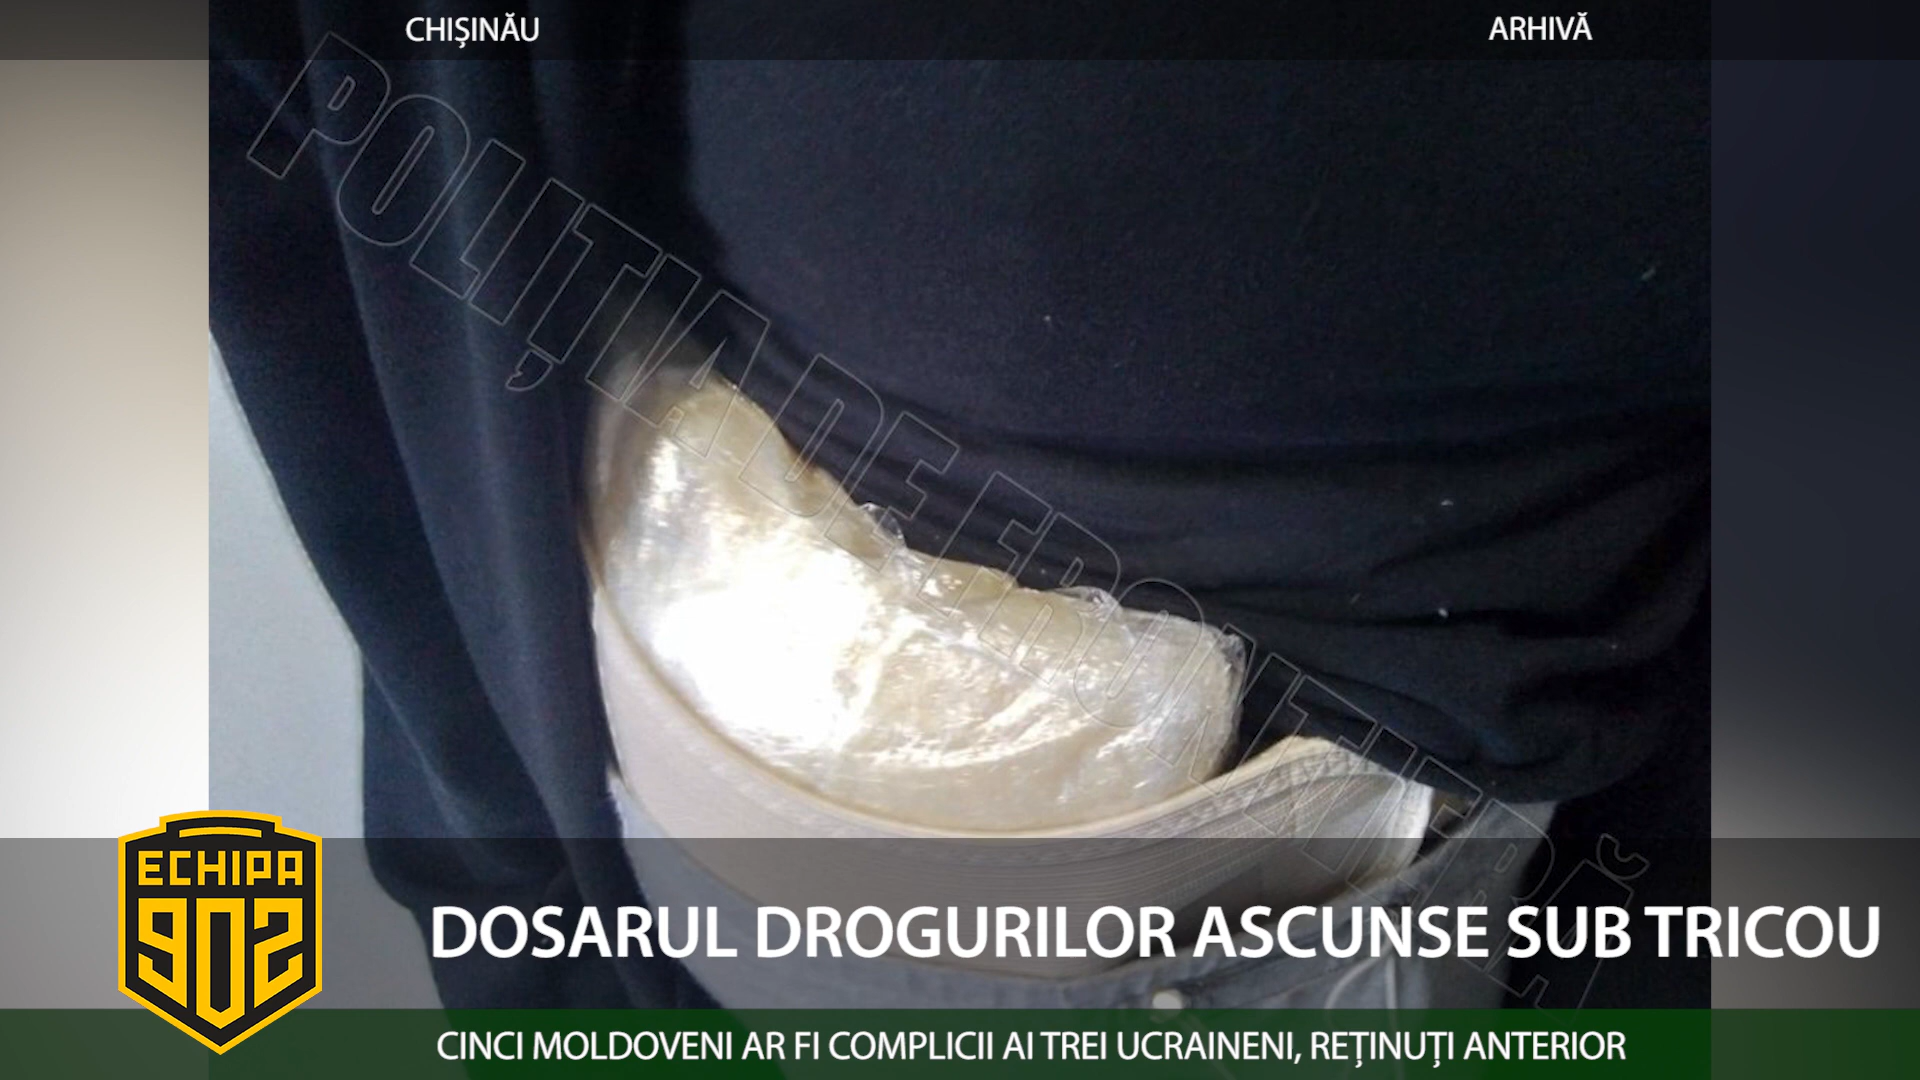 CHIȘINĂU
ARHIVĂ
POLIȚIA DE FRONTIERĂ
ECHIPA
902
DOSARUL DROGURILOR ASCUNSE SUB TRICOU
CINCI MOLDOVENI AR FI COMPLICII AI TREI UCRAINENI, REȚINUȚI ANTERIOR